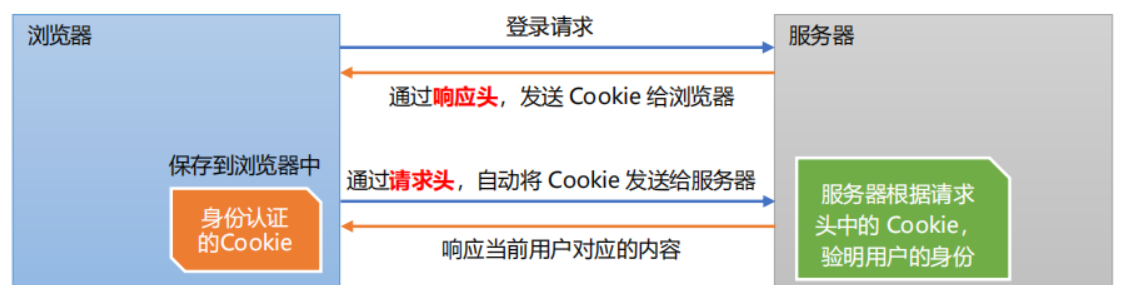 浏览器
登录请求
服务器
通过响应头，发送 Cookie 给浏览器
保存到浏览器中
通过请求头，自动将 Cookie 发送给服务器
身份认证
的Cookie
服务器根据请求
头中的 Cookie，
验明用户的身份
响应当前用户对应的内容